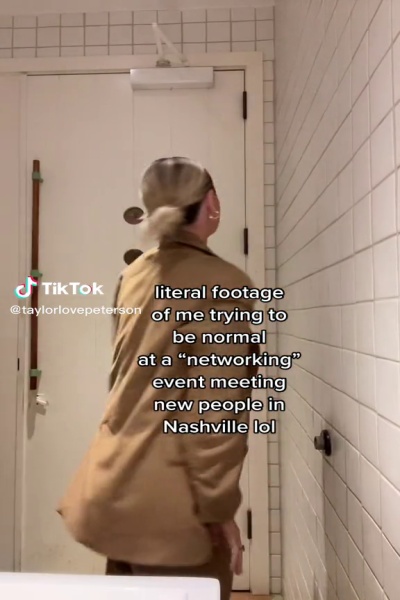 TikTok
@taylorlovepeterson
literal footage
of me trying to
be normal
at a “networking”
event meeting
new people in
Nashville lol